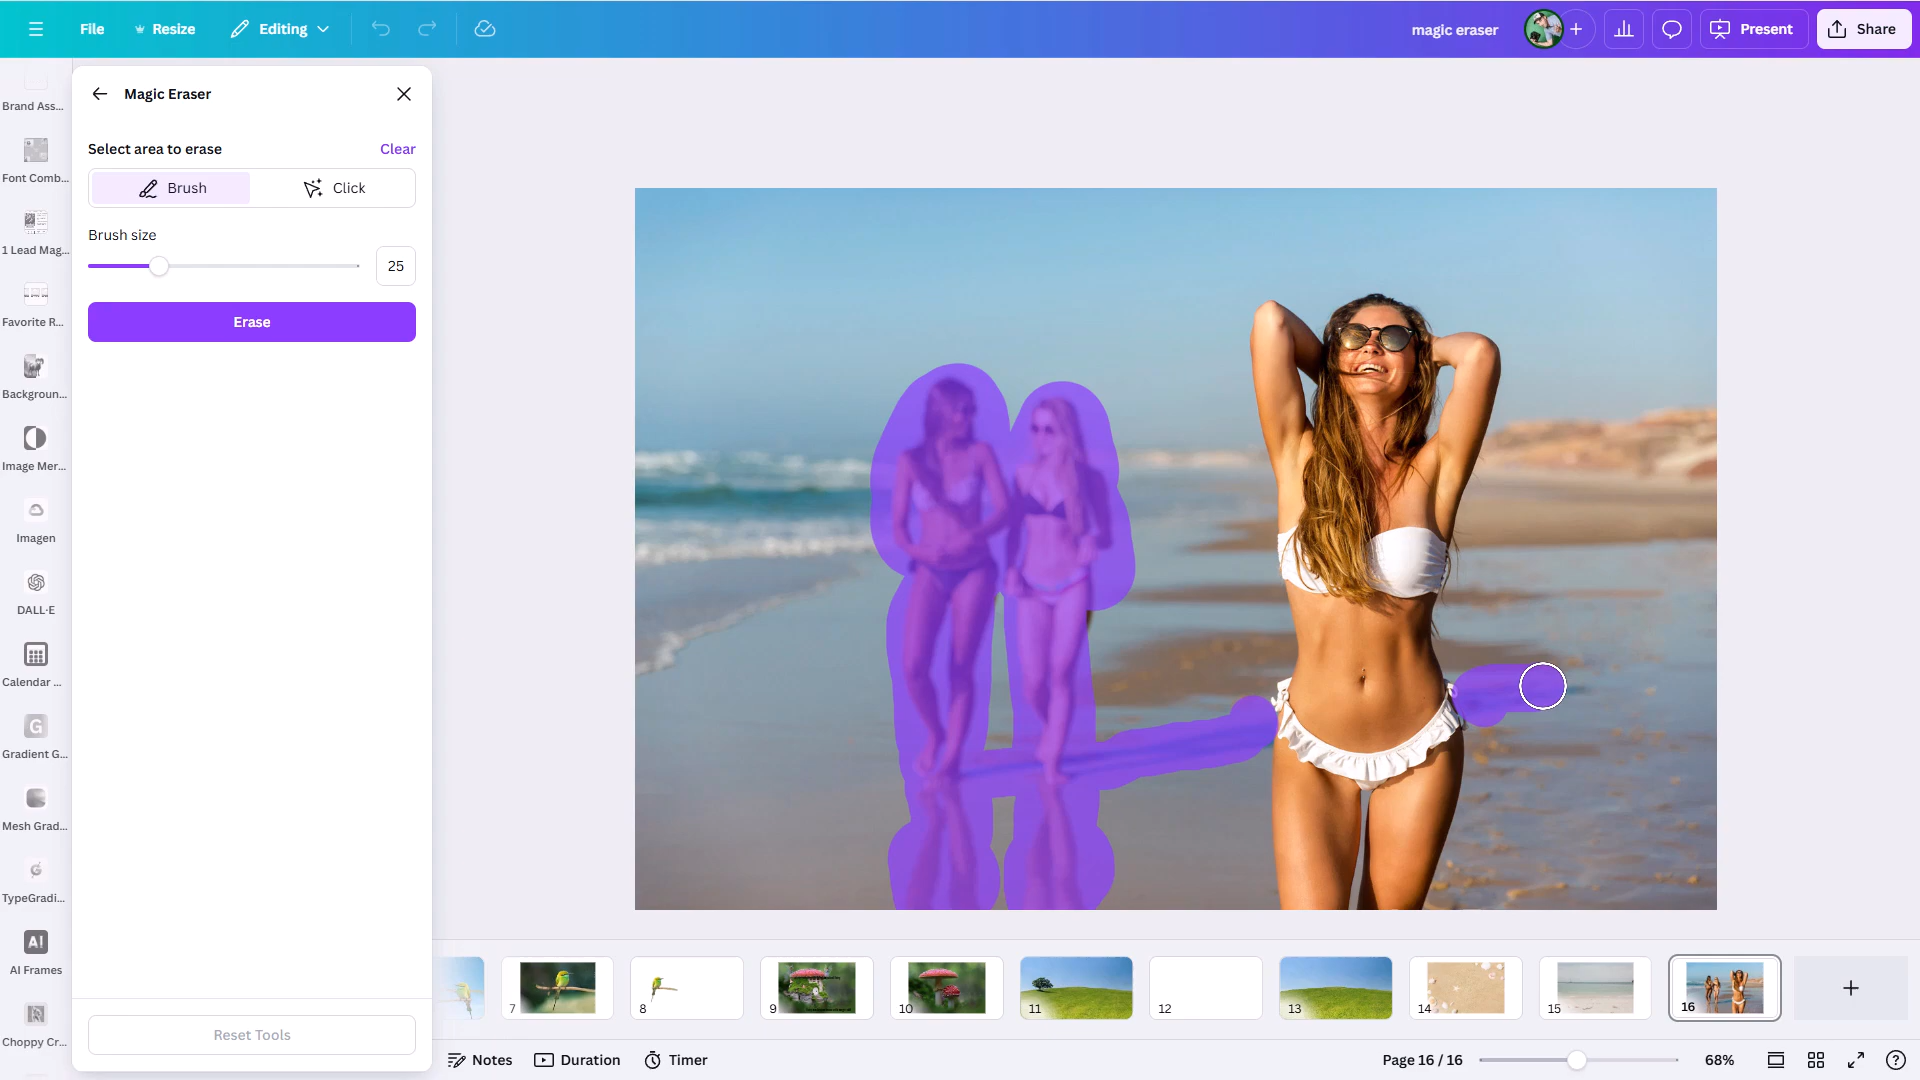 File
Resize
Editing
magic eraser
Present
Share
Brand Ass...
Font Comb...
1 Lead Mag...
Favorite R...
Backgroun...
Image Mer...
Imagen
DALL·E
Calendar ...
Gradient G...
Mesh Grad...
TypeGradi...
AI
AI Frames
Choppy Cr...
Magic Eraser
Select area to erase
Clear
Brush
Click
Brush size
25
Erase
Reset Tools
7
8
9
10
11
12
13
14
15
16
Notes
Duration
Timer
Page 16 / 16
68%